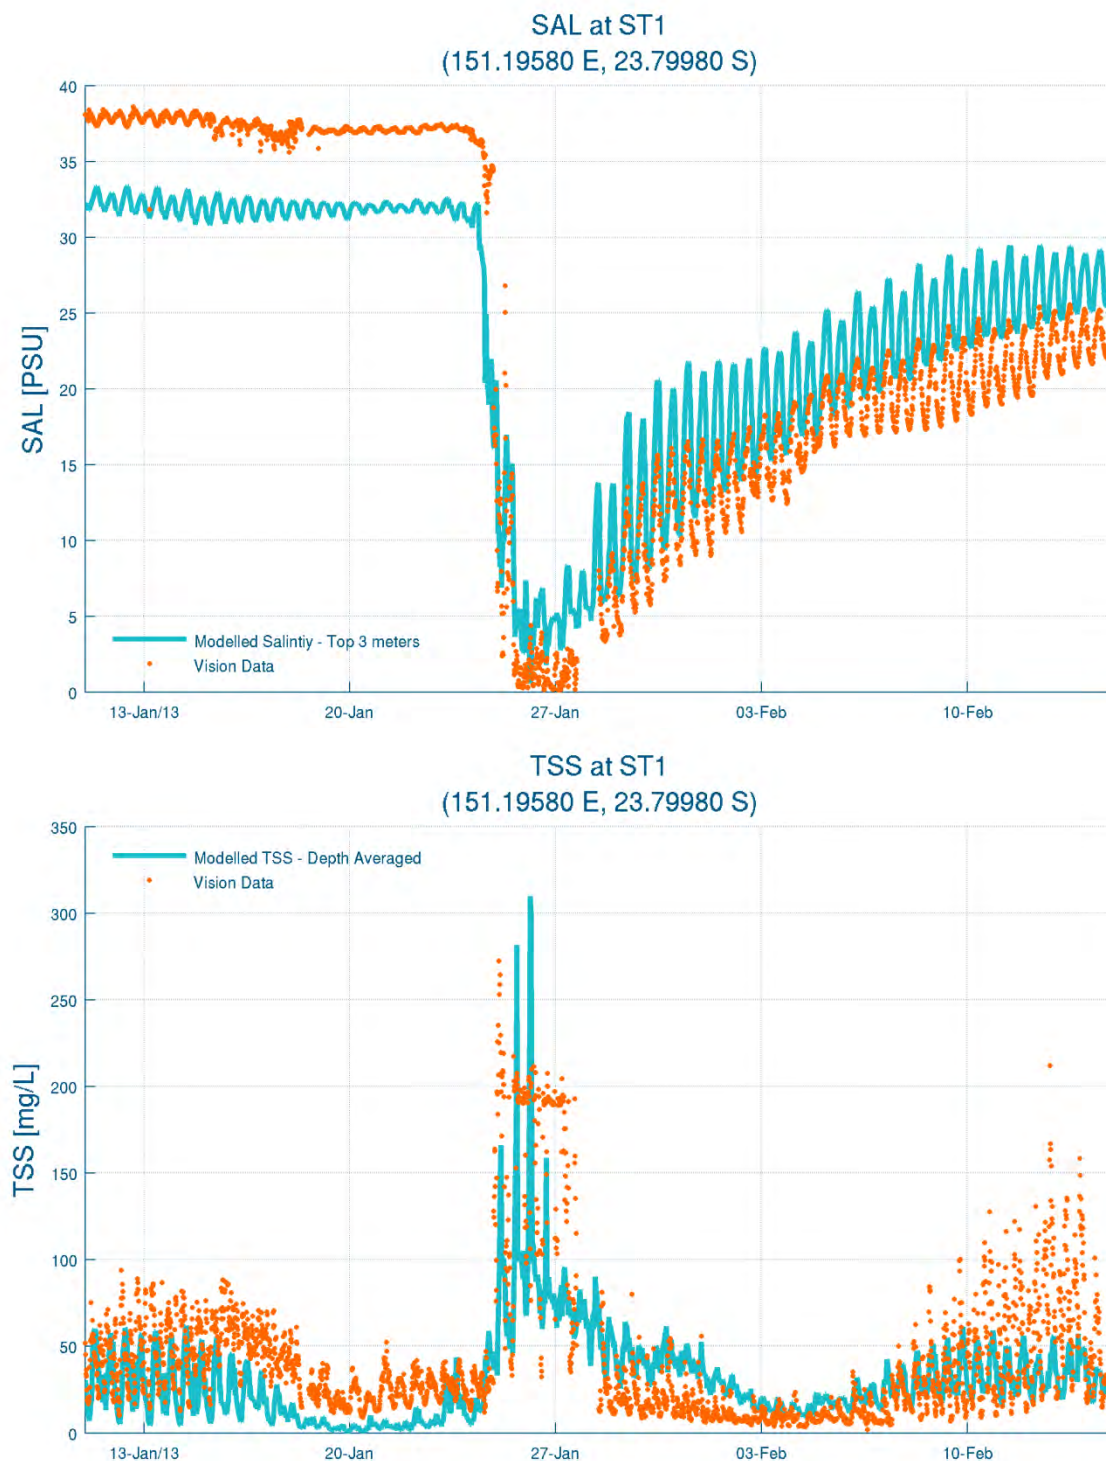 SAL at ST1
(151.19580 E, 23.79980 S)
40
35
30
25
20
15
10
5
0
SAL [PSU]
Modelled Salintiy - Top 3 meters
Vision Data
13-Jan/13
20-Jan
27-Jan
03-Feb
10-Feb
TSS at ST1
(151.19580 E, 23.79980 S)
350
300
250
200
150
100
50
0
TSS [mg/L]
Modelled TSS - Depth Averaged
Vision Data
13-Jan/13
20-Jan
27-Jan
03-Feb
10-Feb